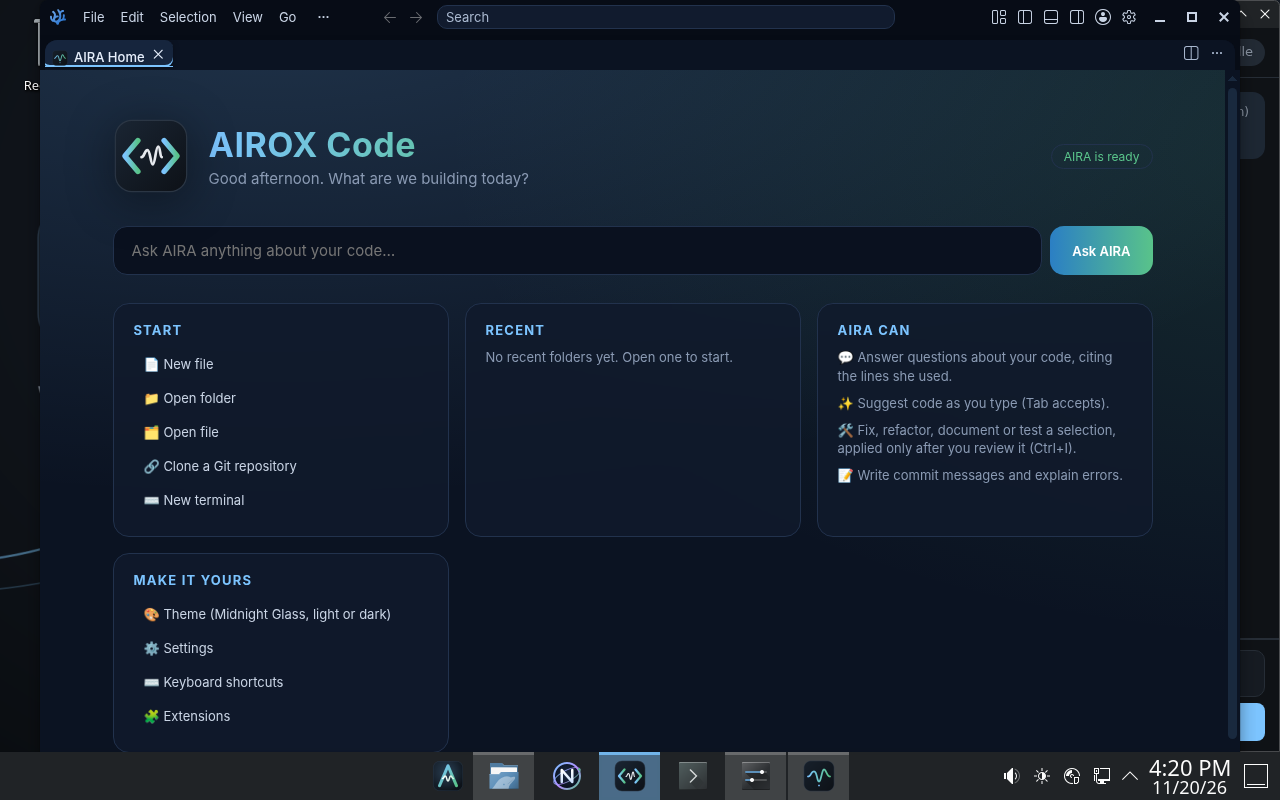 File Edit Selection View Go ···
Search
AIRA Home
AIROX Code
Good afternoon. What are we building today?
AIRA is ready
Ask AIRA anything about your code...
Ask AIRA
START
📄 New file
📁 Open folder
🗂️ Open file
🔗 Clone a Git repository
⌨️ New terminal
RECENT
No recent folders yet. Open one to start.
AIRA CAN
💬 Answer questions about your code, citing
the lines she used.
✨ Suggest code as you type (Tab accepts).
🛠️ Fix, refactor, document or test a selection,
applied only after you review it (Ctrl+I).
📝 Write commit messages and explain errors.
MAKE IT YOURS
🎨 Theme (Midnight Glass, light or dark)
⚙️ Settings
⌨️ Keyboard shortcuts
🧩 Extensions
4:20 PM
11/20/26